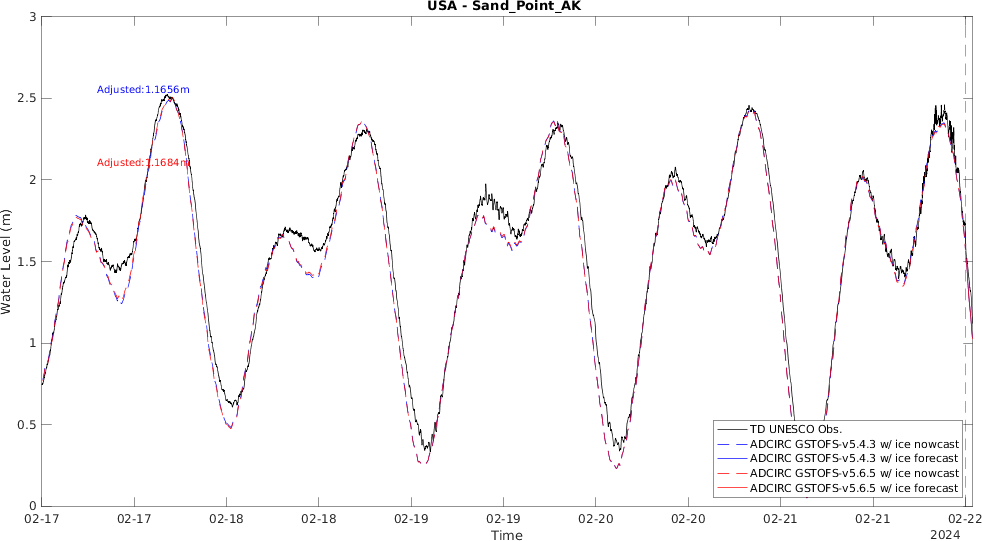 USA - Sand_Point_AK
3
2.5
2
1.5
1
0.5
0
Water Level (m)
Adjusted:1.1656m
Adjusted:1.1684m
TD UNESCO Obs.
ADCIRC GSTOFS-v5.4.3 w/ ice nowcast
ADCIRC GSTOFS-v5.4.3 w/ ice forecast
ADCIRC GSTOFS-v5.6.5 w/ ice nowcast
ADCIRC GSTOFS-v5.6.5 w/ ice forecast
02-17 02-17 02-18 02-18 02-19 02-19 02-20 02-20 02-21 02-21 02-22
Time
2024